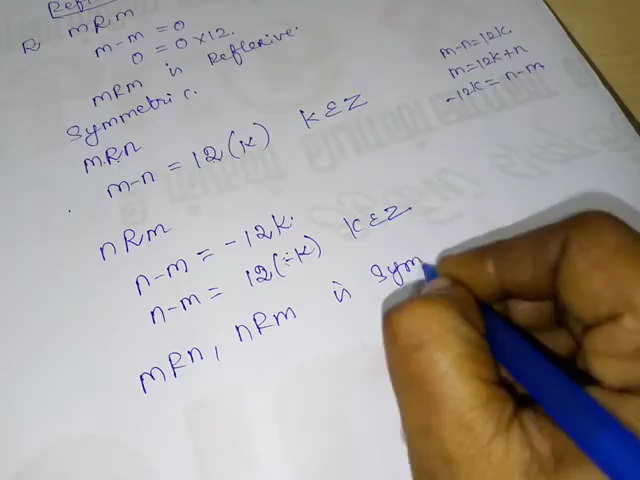 Refl
R mRm
m-m = 0
0 = 0 × 12.
mRm is Reflexive.
Symmetric.
mRn
m-n = 12(k) k ε Z
m-n = 12k.
m = 12k + n
-12k = n-m
nRm
n-m = -12k.
n-m = 12(-k) k ε Z.
mRn, nRm is sym